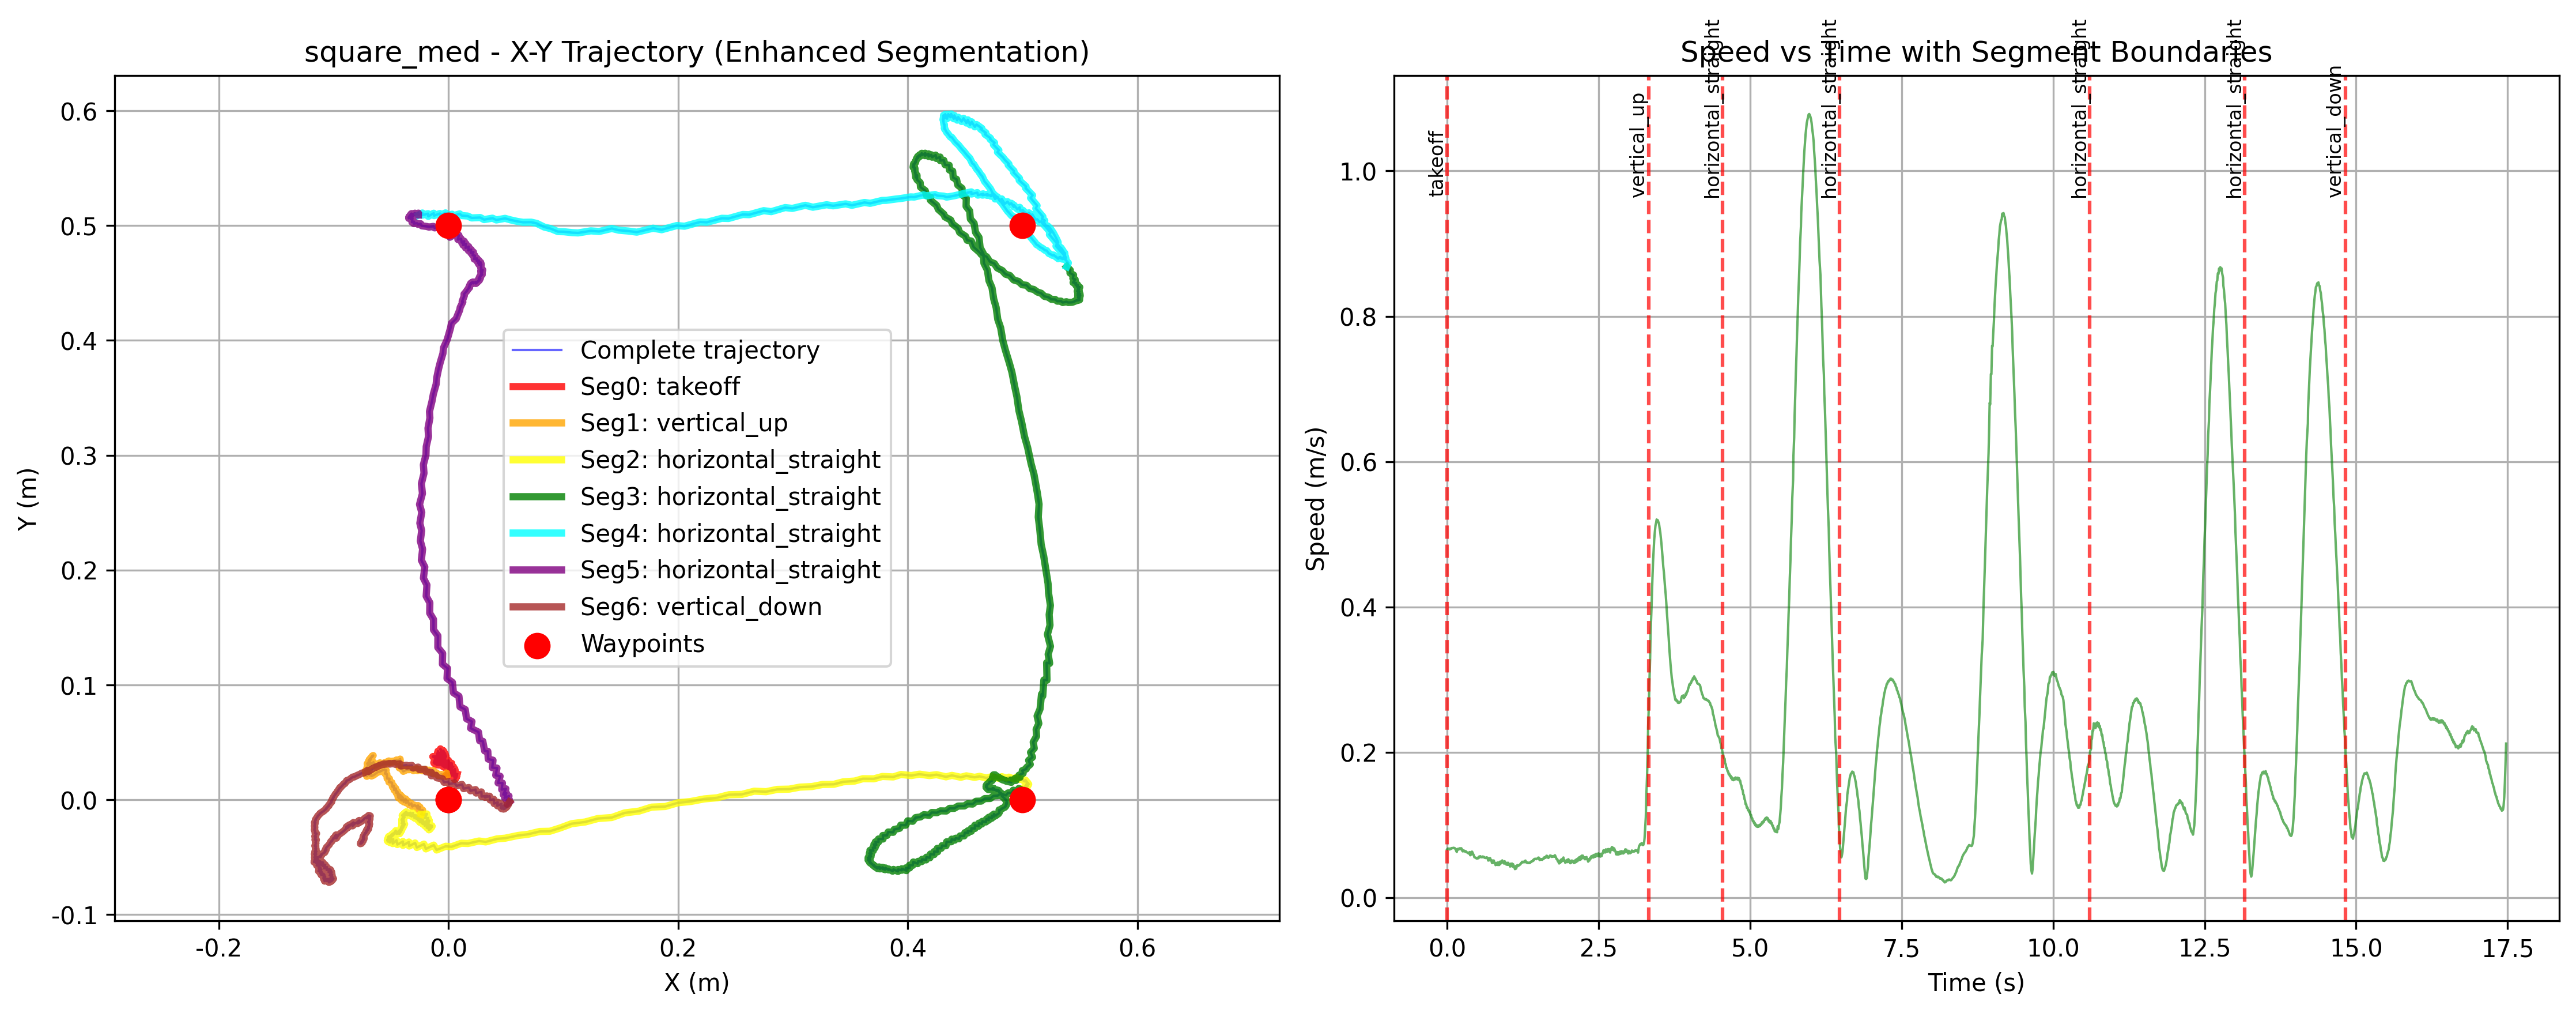 square_med - X-Y Trajectory (Enhanced Segmentation)
Y (m)
0.6
0.5
0.4
0.3
0.2
0.1
0.0
-0.1
-0.2
0.0
0.2
0.4
0.6
X (m)
Complete trajectory
Seg0: takeoff
Seg1: vertical_up
Seg2: horizontal_straight
Seg3: horizontal_straight
Seg4: horizontal_straight
Seg5: horizontal_straight
Seg6: vertical_down
Waypoints
Speed vs Time with Segment Boundaries
Speed (m/s)
1.0
0.8
0.6
0.4
0.2
0.0
takeoff
vertical_up
horizontal_straight
horizontal_straight
horizontal_straight
horizontal_straight
vertical_down
0.0
2.5
5.0
7.5
10.0
12.5
15.0
17.5
Time (s)